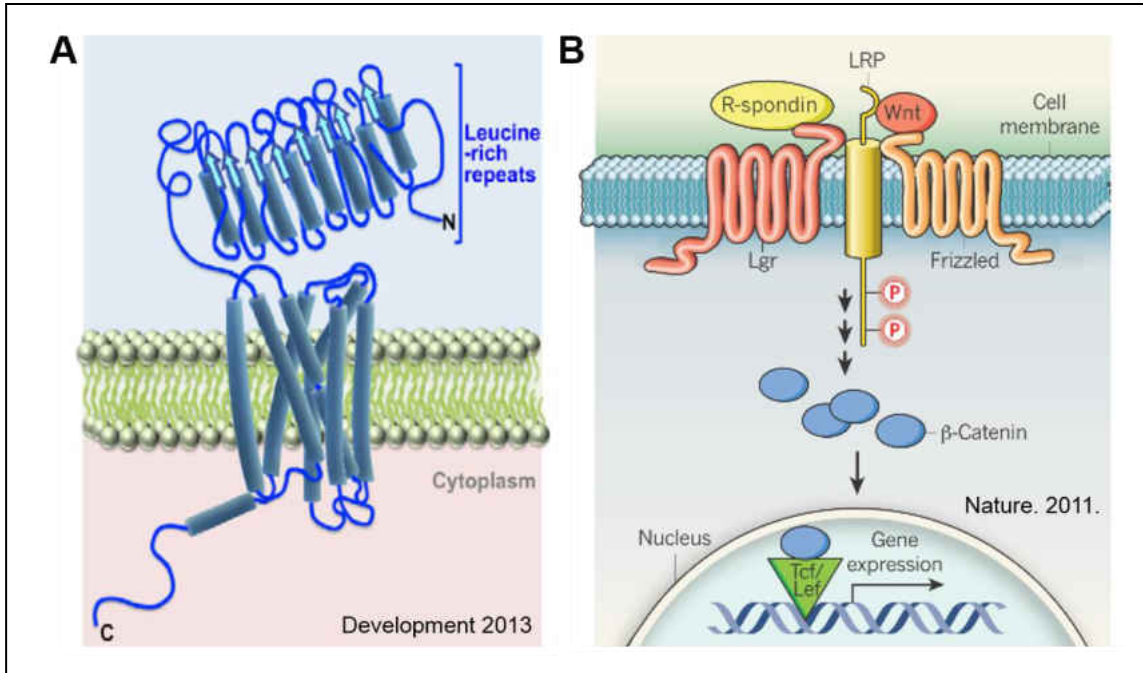 A
Leucine
-rich
repeats
N
Cytoplasm
C
Development 2013
B
LRP
R-spondin
Wnt
Cell
membrane
Lgr
Frizzled
P
P
β-Catenin
Nature. 2011.
Nucleus
Gene
expression
Tcf/
Lef